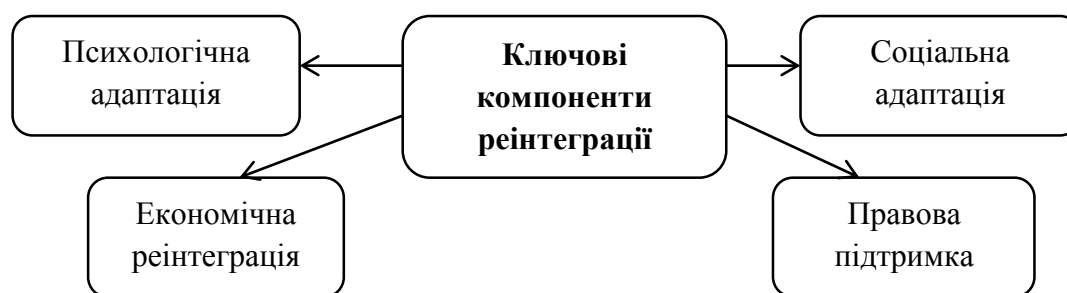 Психологічна
адаптація
Ключові
компоненти
реінтеграції
Соціальна
адаптація
Економічна
реінтеграція
Правова
підтримка